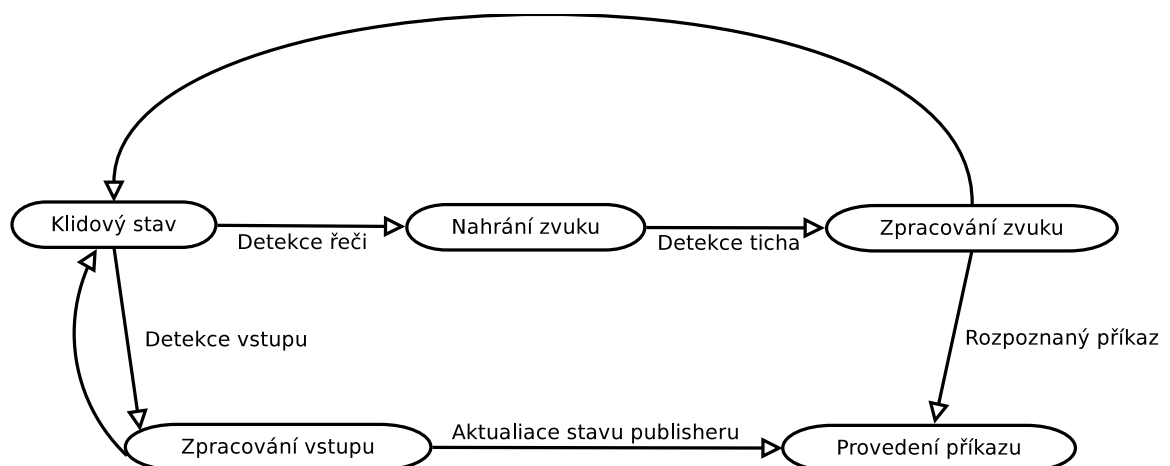 Klidový stav
Detekce řeči
Nahrání zvuku
Detekce ticha
Zpracování zvuku
Detekce vstupu
Rozpoznaný příkaz
Zpracování vstupu
Aktualiace stavu publisheru
Provedení příkazu